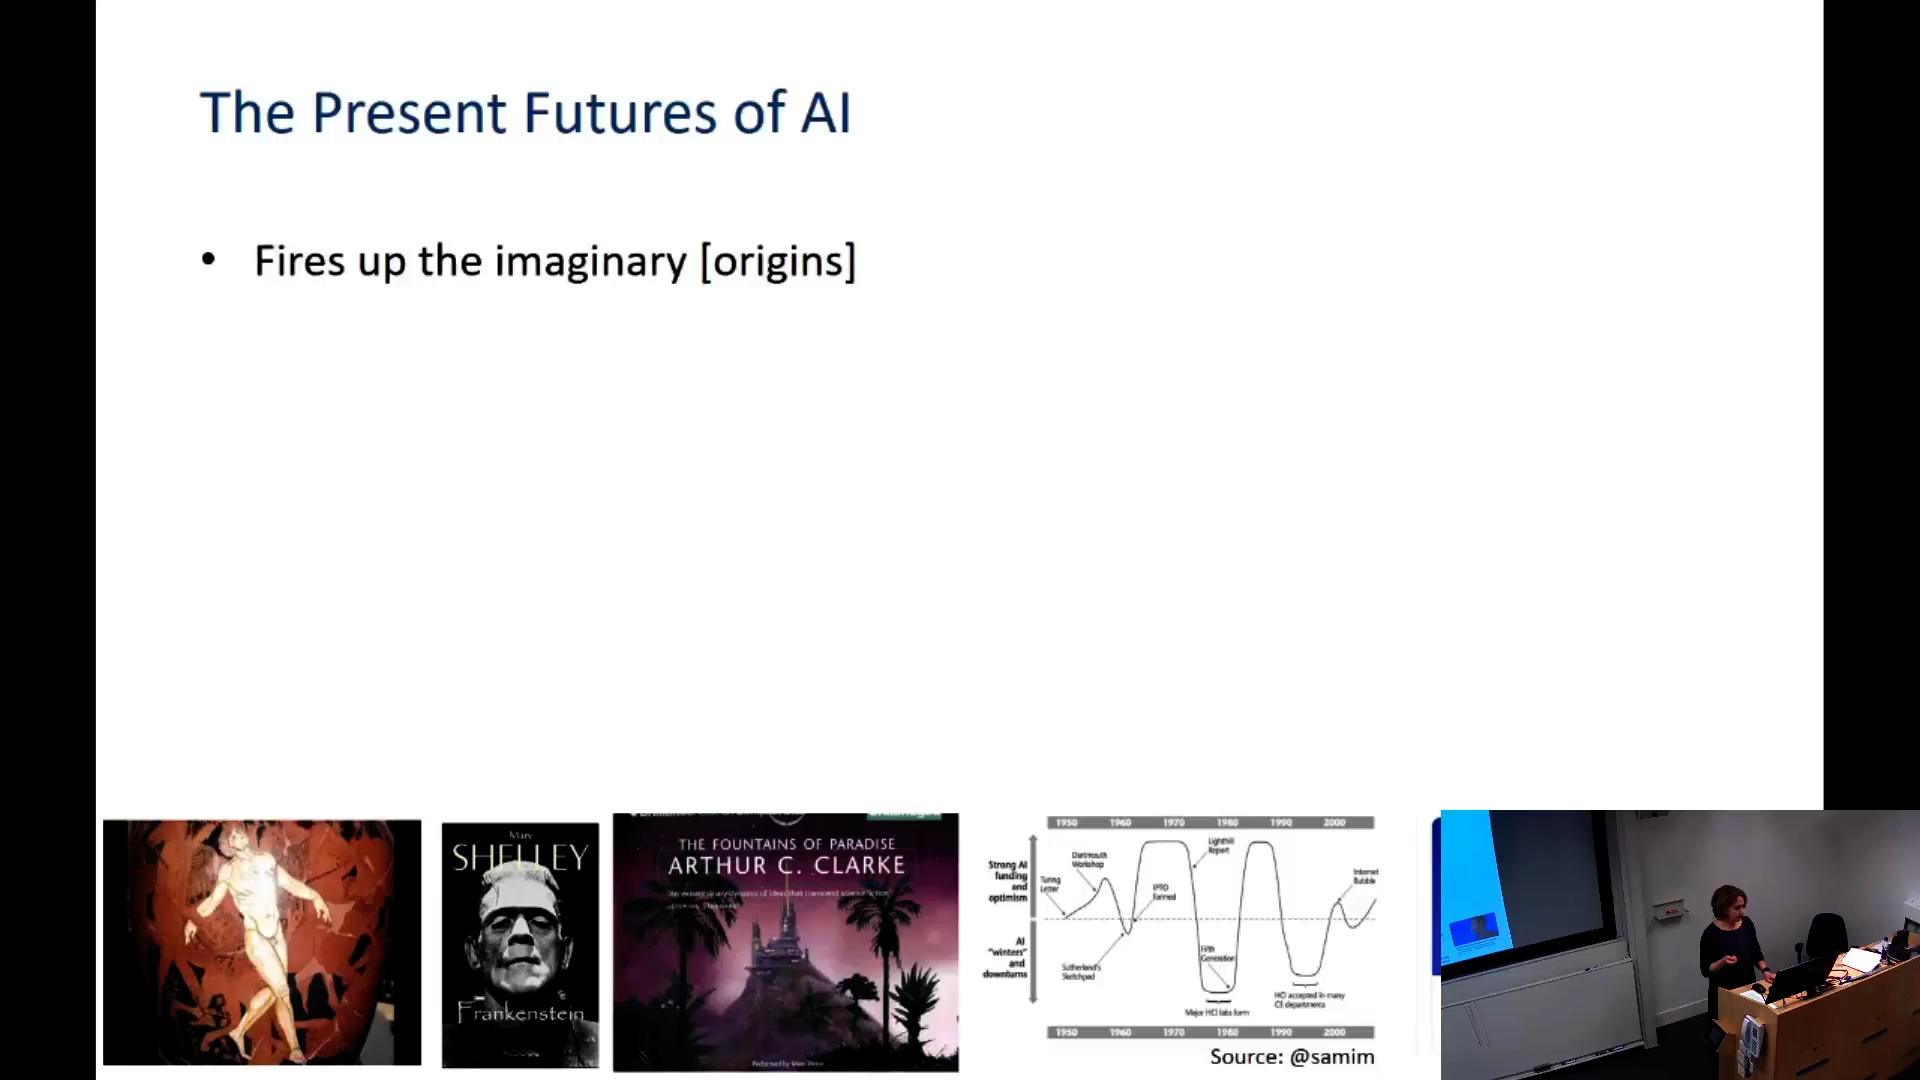 The Present Futures of AI
• Fires up the imaginary [origins]
Mary
SHELLEY
Frankenstein
THE FOUNTAINS OF PARADISE
ARTHUR C. CLARKE
1950 1960 1970 1980 1990 2000
Strong AI
funding
and
optimism
AI
"winters"
and
downturns
Turing
Letter
Dartmouth
Workshop
Sutherland's
Sketchpad
IPTO
Formed
Lighthill
Report
Fifth
Generation
Major HCI labs form
HCI accepted in many
CS departments
Internet
Bubble
1950 1960 1970 1980 1990 2000
Source: @samim